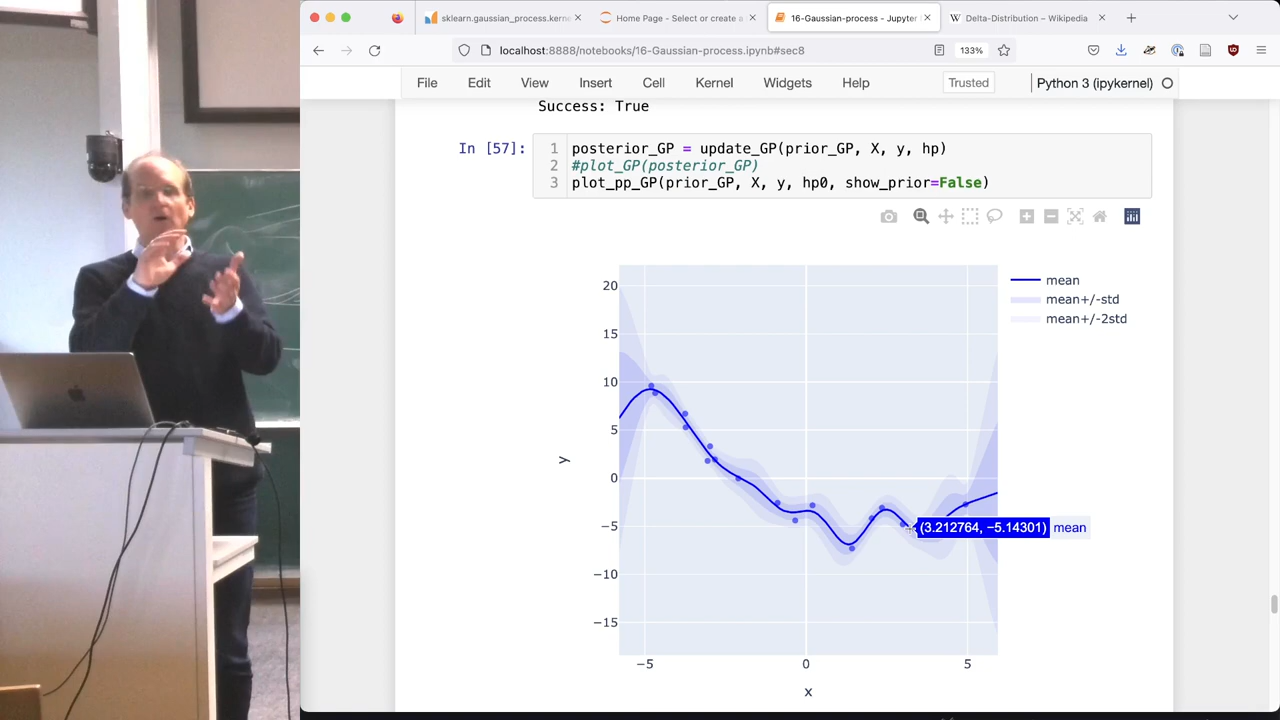 sklearn.gaussian_process.kerne
Home Page - Select or create a
16-Gaussian-process - Jupyter
Delta-Distribution – Wikipedia
localhost:8888/notebooks/16-Gaussian-process.ipynb#sec8
133%
File Edit View Insert Cell Kernel Widgets Help
Trusted
Python 3 (ipykernel)
Success: True
In [57]:
1 posterior_GP = update_GP(prior_GP, X, y, hp)
2 #plot_GP(posterior_GP)
3 plot_pp_GP(prior_GP, X, y, hp0, show_prior=False)
mean
mean+/-std
mean+/-2std
20
15
10
5
0
−5
−10
−15
y
(3.212764, −5.14301) mean
−5 0 5
x